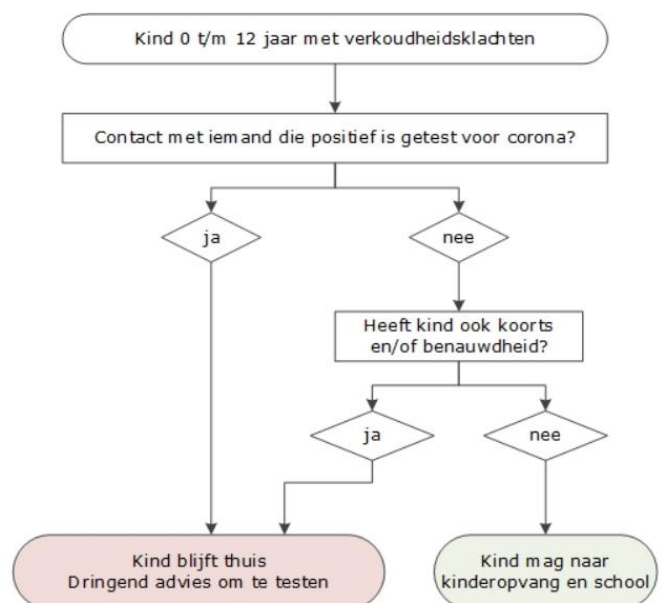 Kind 0 t/m 12 jaar met verkoudheidsklachten
Contact met iemand die positief is getest voor corona?
ja
nee
Heeft kind ook koorts
en/of benauwdheid?
ja
nee
Kind blijft thuis
Dringend advies om te testen
Kind mag naar
kinderopvang en school